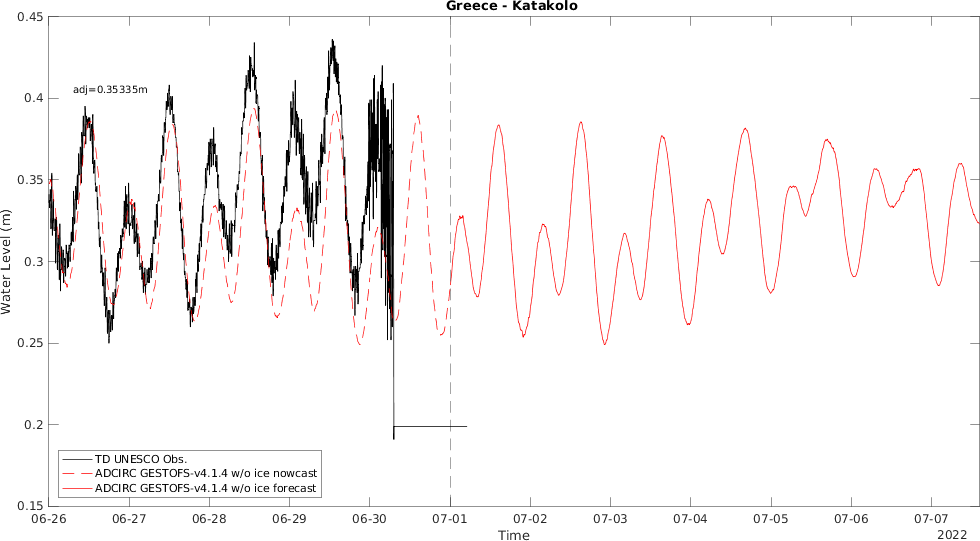 Greece - Katakolo
0.45
0.4
0.35
0.3
0.25
0.2
0.15
Water Level (m)
adj=0.35335m
TD UNESCO Obs.
ADCIRC GESTOFS-v4.1.4 w/o ice nowcast
ADCIRC GESTOFS-v4.1.4 w/o ice forecast
06-26 06-27 06-28 06-29 06-30 07-01 07-02 07-03 07-04 07-05 07-06 07-07
Time
2022